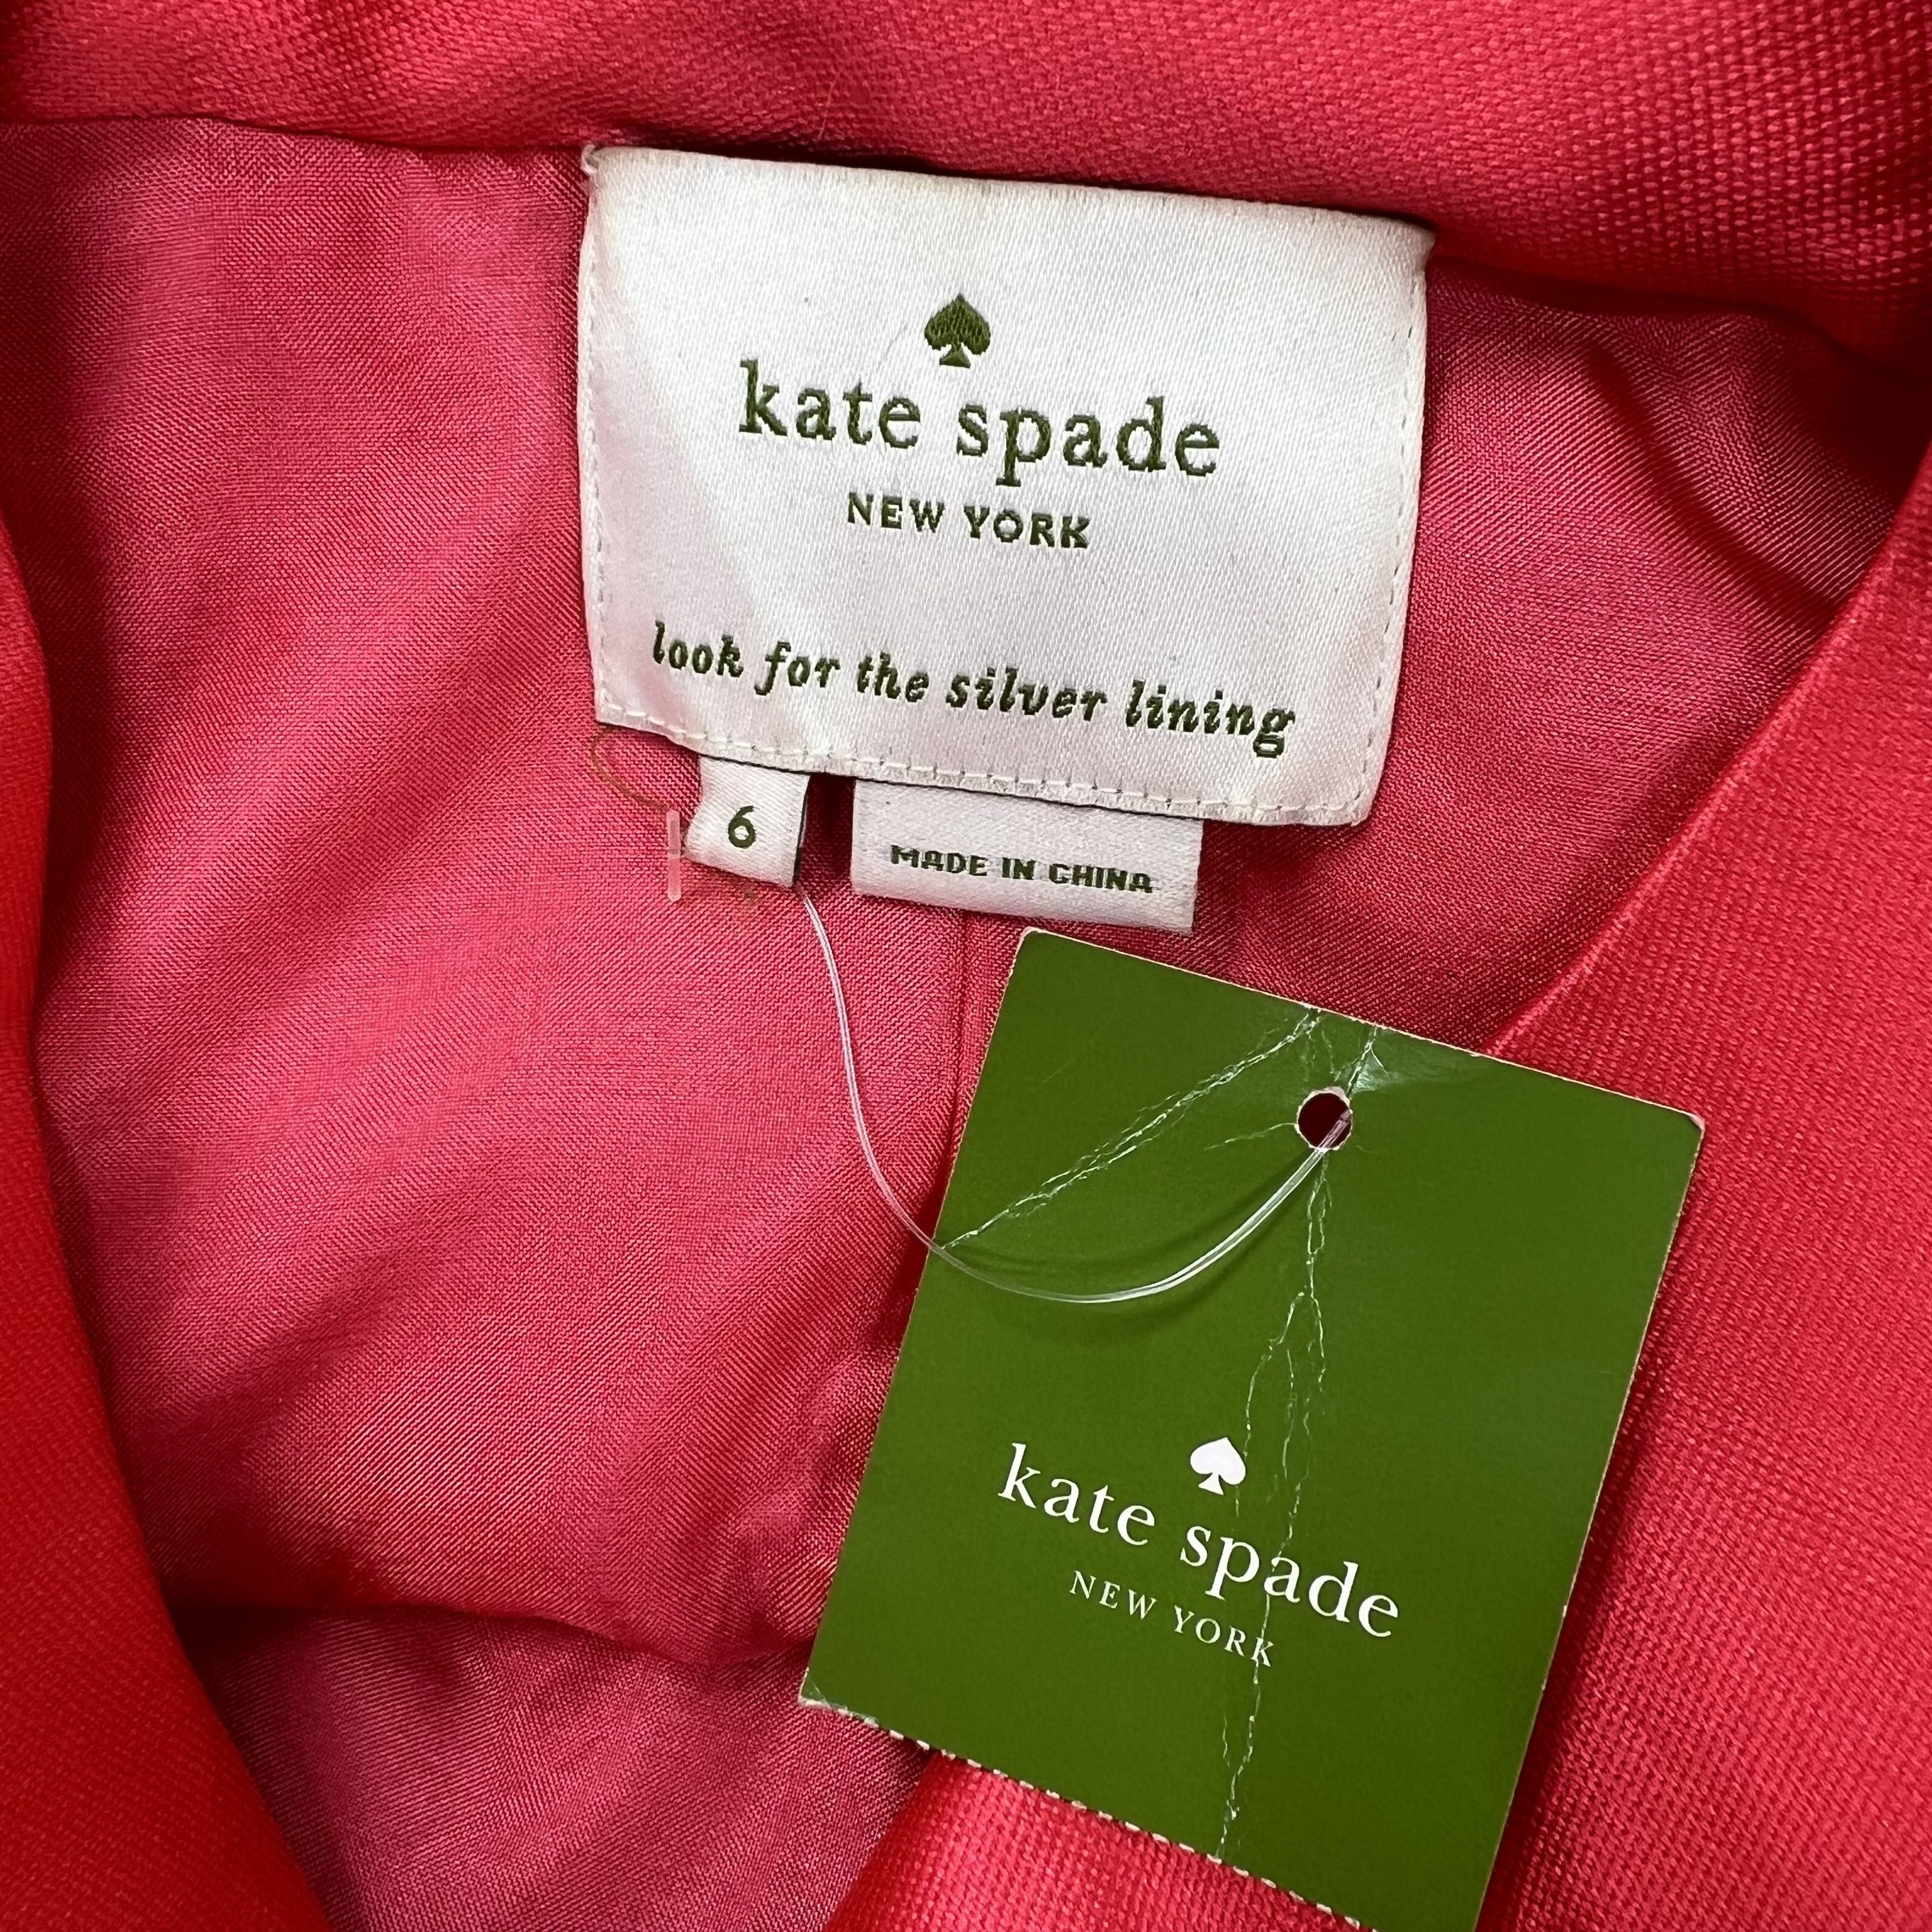 kate spade
NEW YORK
look for the silver lining
6
MADE IN CHINA
kate spade
NEW YORK